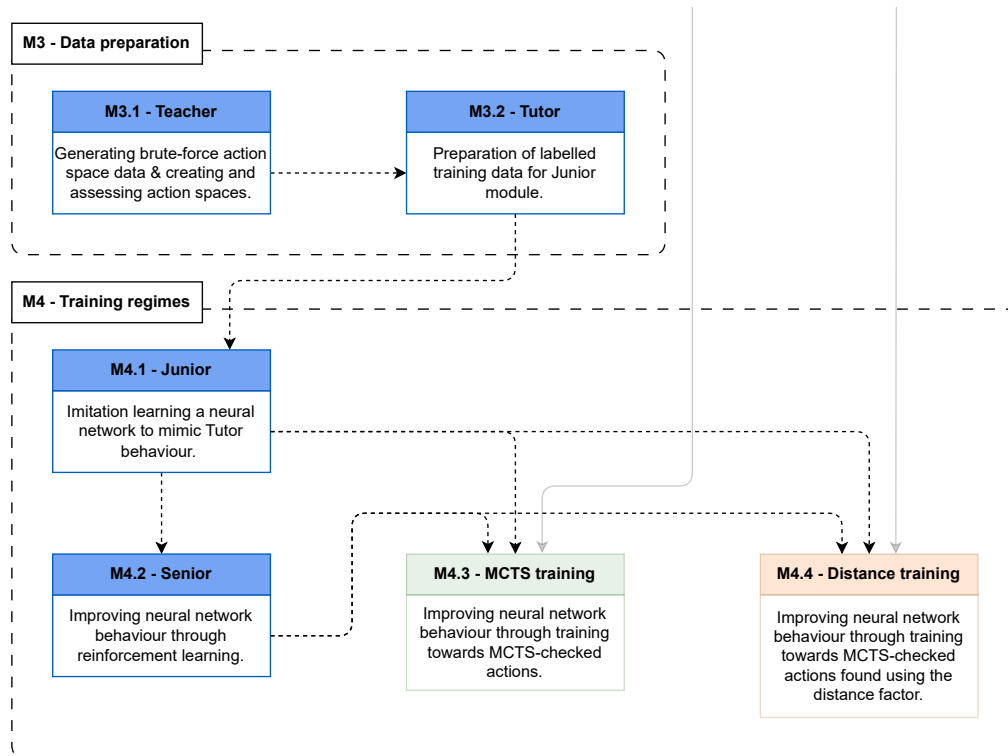 M3 - Data preparation
M3.1 - Teacher
Generating brute-force action
space data & creating and
assessing action spaces.
M3.2 - Tutor
Preparation of labelled
training data for Junior
module.
M4 - Training regimes
M4.1 - Junior
Imitation learning a neural
network to mimic Tutor
behaviour.
M4.2 - Senior
Improving neural network
behaviour through
reinforcement learning.
M4.3 - MCTS training
Improving neural network
behaviour through training
towards MCTS-checked
actions.
M4.4 - Distance training
Improving neural network
behaviour through training
towards MCTS-checked
actions found using the
distance factor.